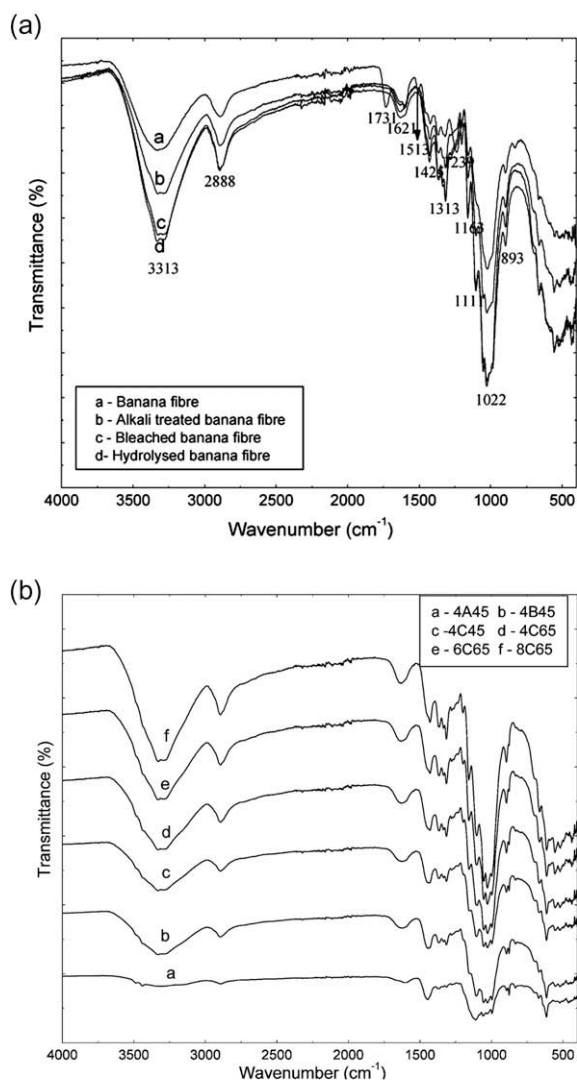 (a)
Transmittance (%)
a
b
c
d
3313
2888
1731
1621
1513
1425
1313
1239
1163
1111
1022
893
a - Banana fibre
b - Alkali treated banana fibre
c - Bleached banana fibre
d- Hydrolysed banana fibre
4000 3500 3000 2500 2000 1500 1000 500
Wavenumber (cm-1)
(b)
a - 4A45 b - 4B45
c -4C45 d - 4C65
e - 6C65 f - 8C65
Transmittance (%)
f
e
d
c
b
a
4000 3500 3000 2500 2000 1500 1000 500
Wavenumber (cm-1)